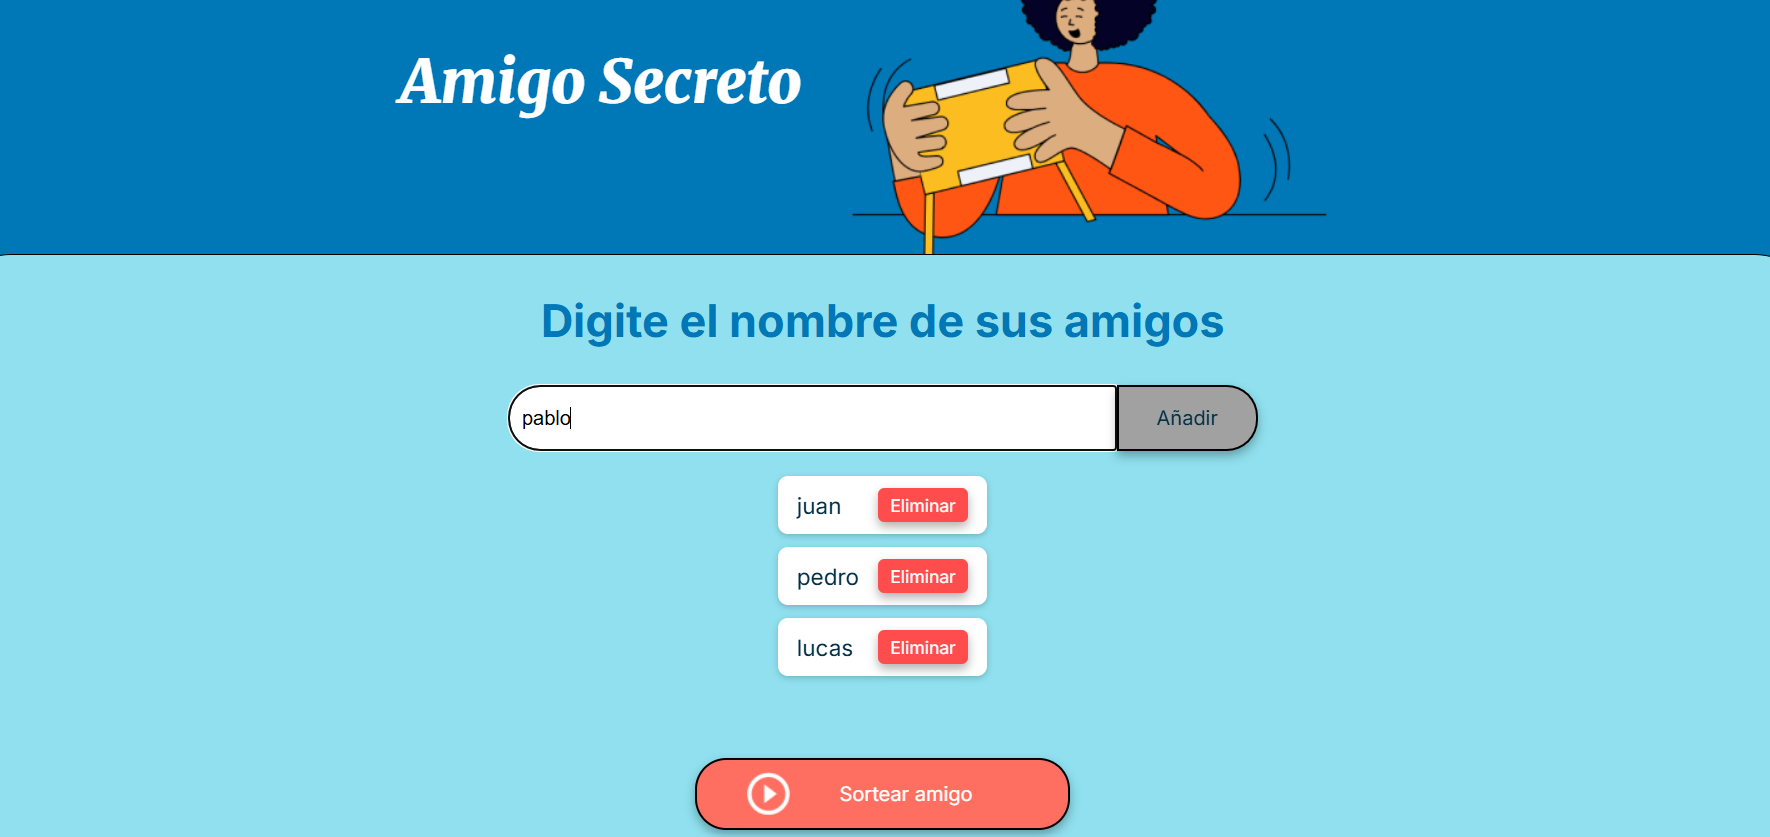 Amigo Secreto
Digite el nombre de sus amigos
pablo Añadir
juan Eliminar
pedro Eliminar
lucas Eliminar
Sortear amigo